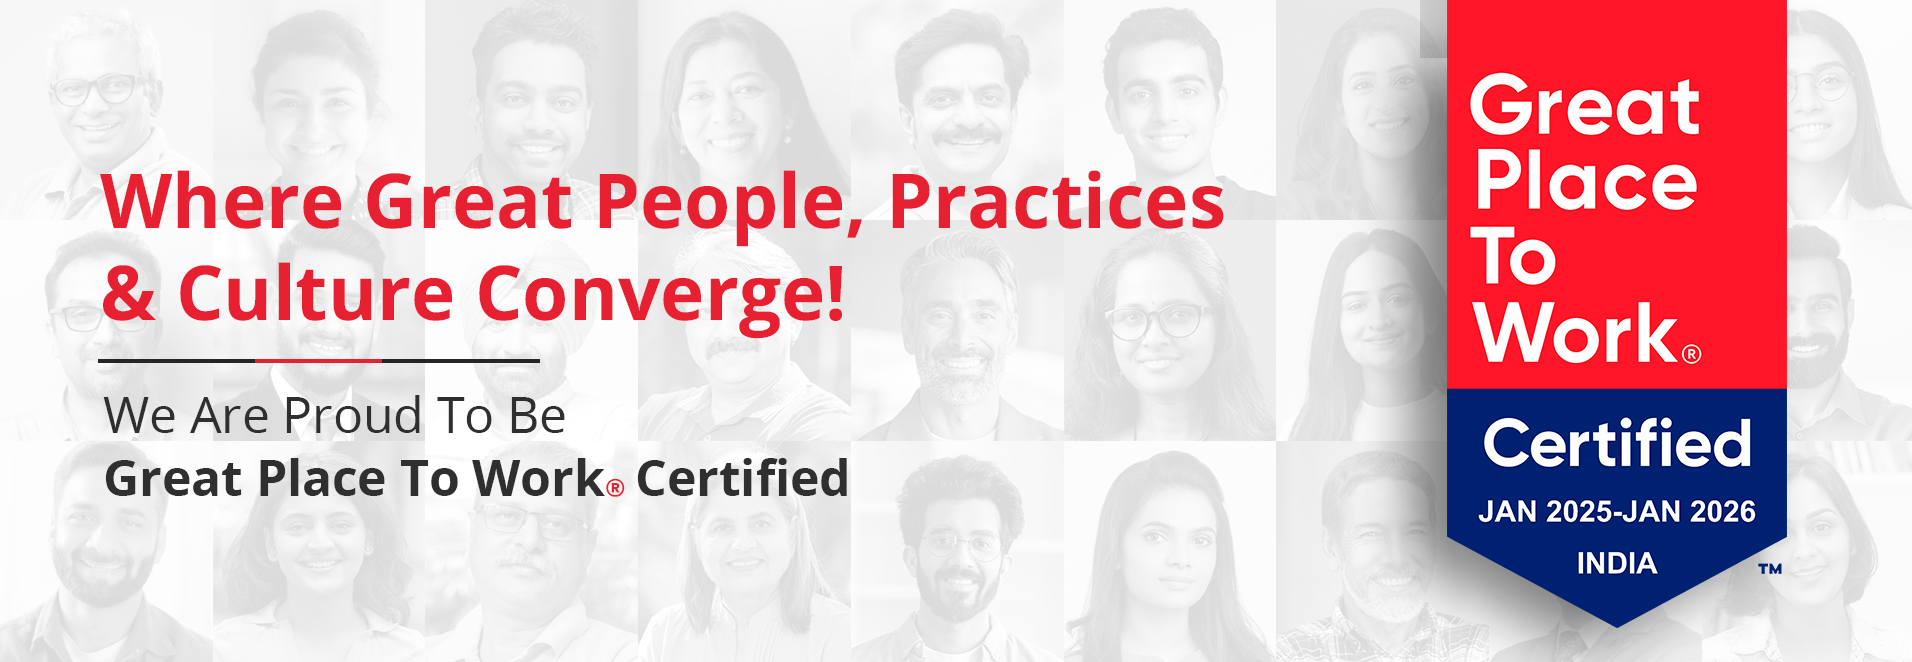 Where Great People, Practices
& Culture Converge!
We Are Proud To Be
Great Place To Work® Certified
Great
Place
To
Work®
Certified
JAN 2025-JAN 2026
INDIA
™